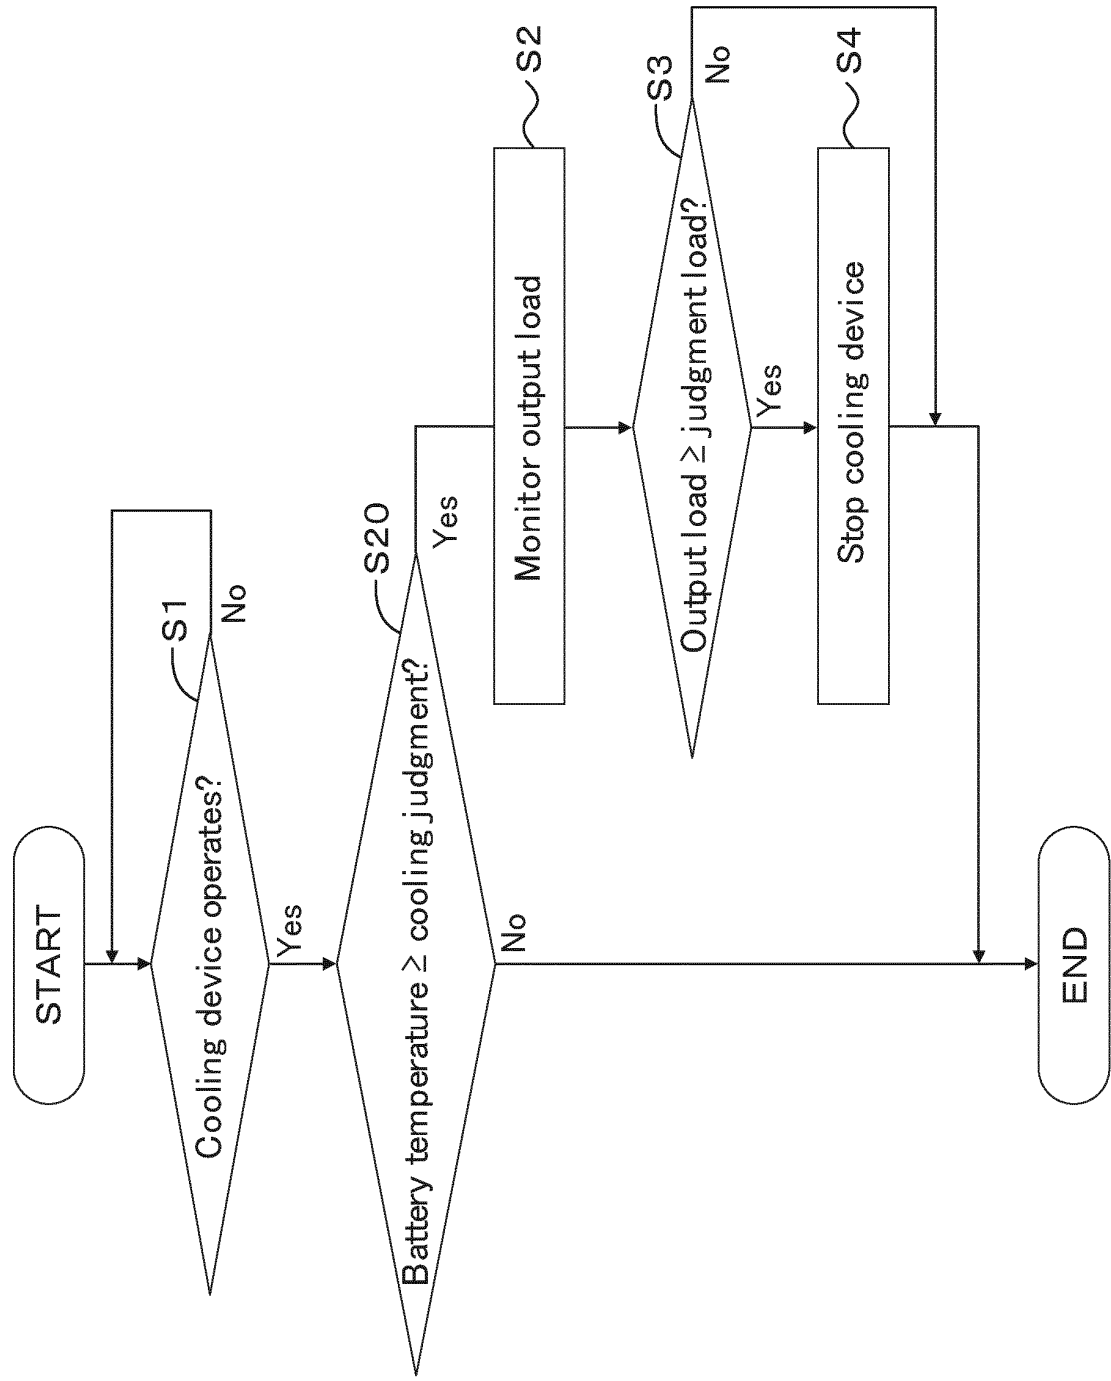 START
S1
Cooling device operates?
No
Yes
S20
Battery temperature ≥ cooling judgment?
Yes
No
S2
Monitor output load
S3
Output load ≥ judgment load?
No
Yes
S4
Stop cooling device
END